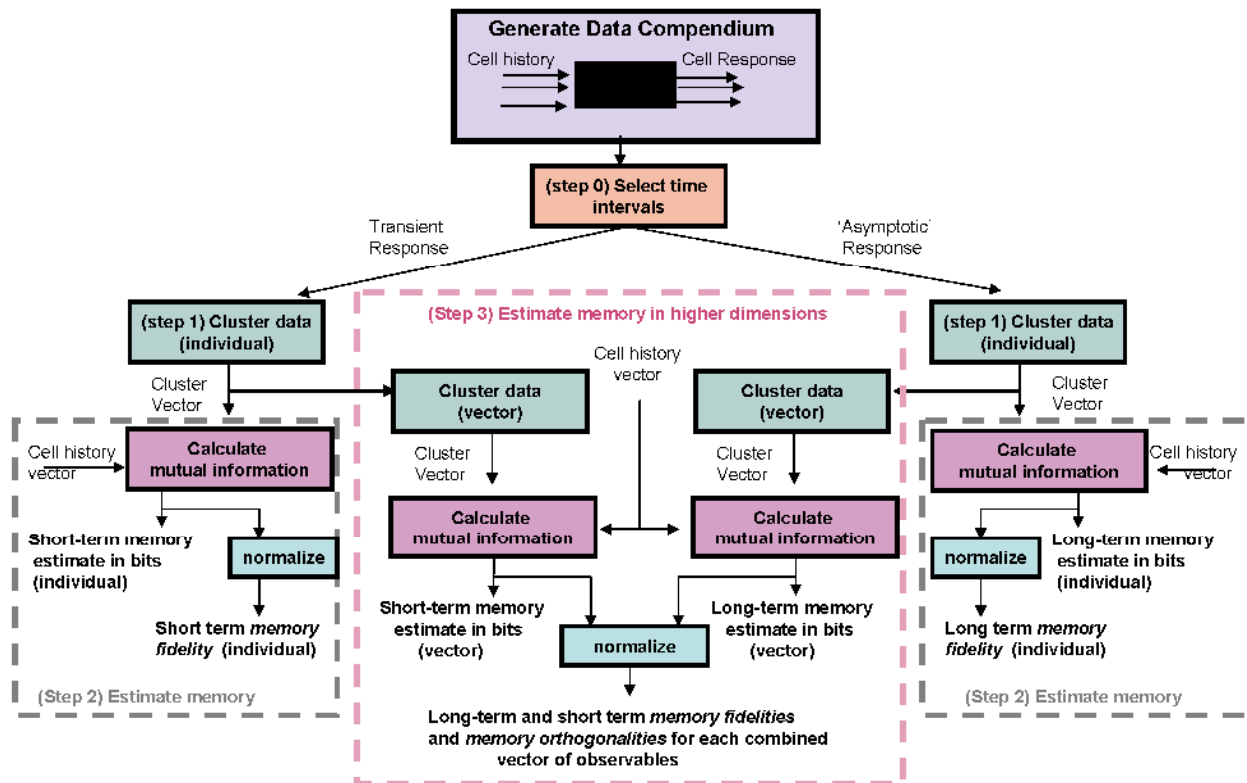 Generate Data Compendium
Cell history
Cell Response
(step 0) Select time
intervals
Transient
Response
'Asymptotic'
Response
(step 1) Cluster data
(individual)
(Step 3) Estimate memory in higher dimensions
(step 1) Cluster data
(individual)
Cell history
vector
Cluster
Vector
Cluster data
(vector)
Cluster data
(vector)
Cluster
Vector
Cell history
vector
Calculate
mutual information
Cluster
Vector
Cluster
Vector
Calculate
mutual information
Cell history
vector
Calculate
mutual information
Calculate
mutual information
Short-term memory
estimate in bits
(individual)
normalize
normalize
Long-term memory
estimate in bits
(individual)
Short-term memory
estimate in bits
(vector)
normalize
Long-term memory
estimate in bits
(vector)
Short term memory
fidelity (individual)
Long term memory
fidelity (individual)
(Step 2) Estimate memory
(Step 2) Estimate memory
Long-term and short term memory fidelities
and memory orthogonalities for each combined
vector of observables